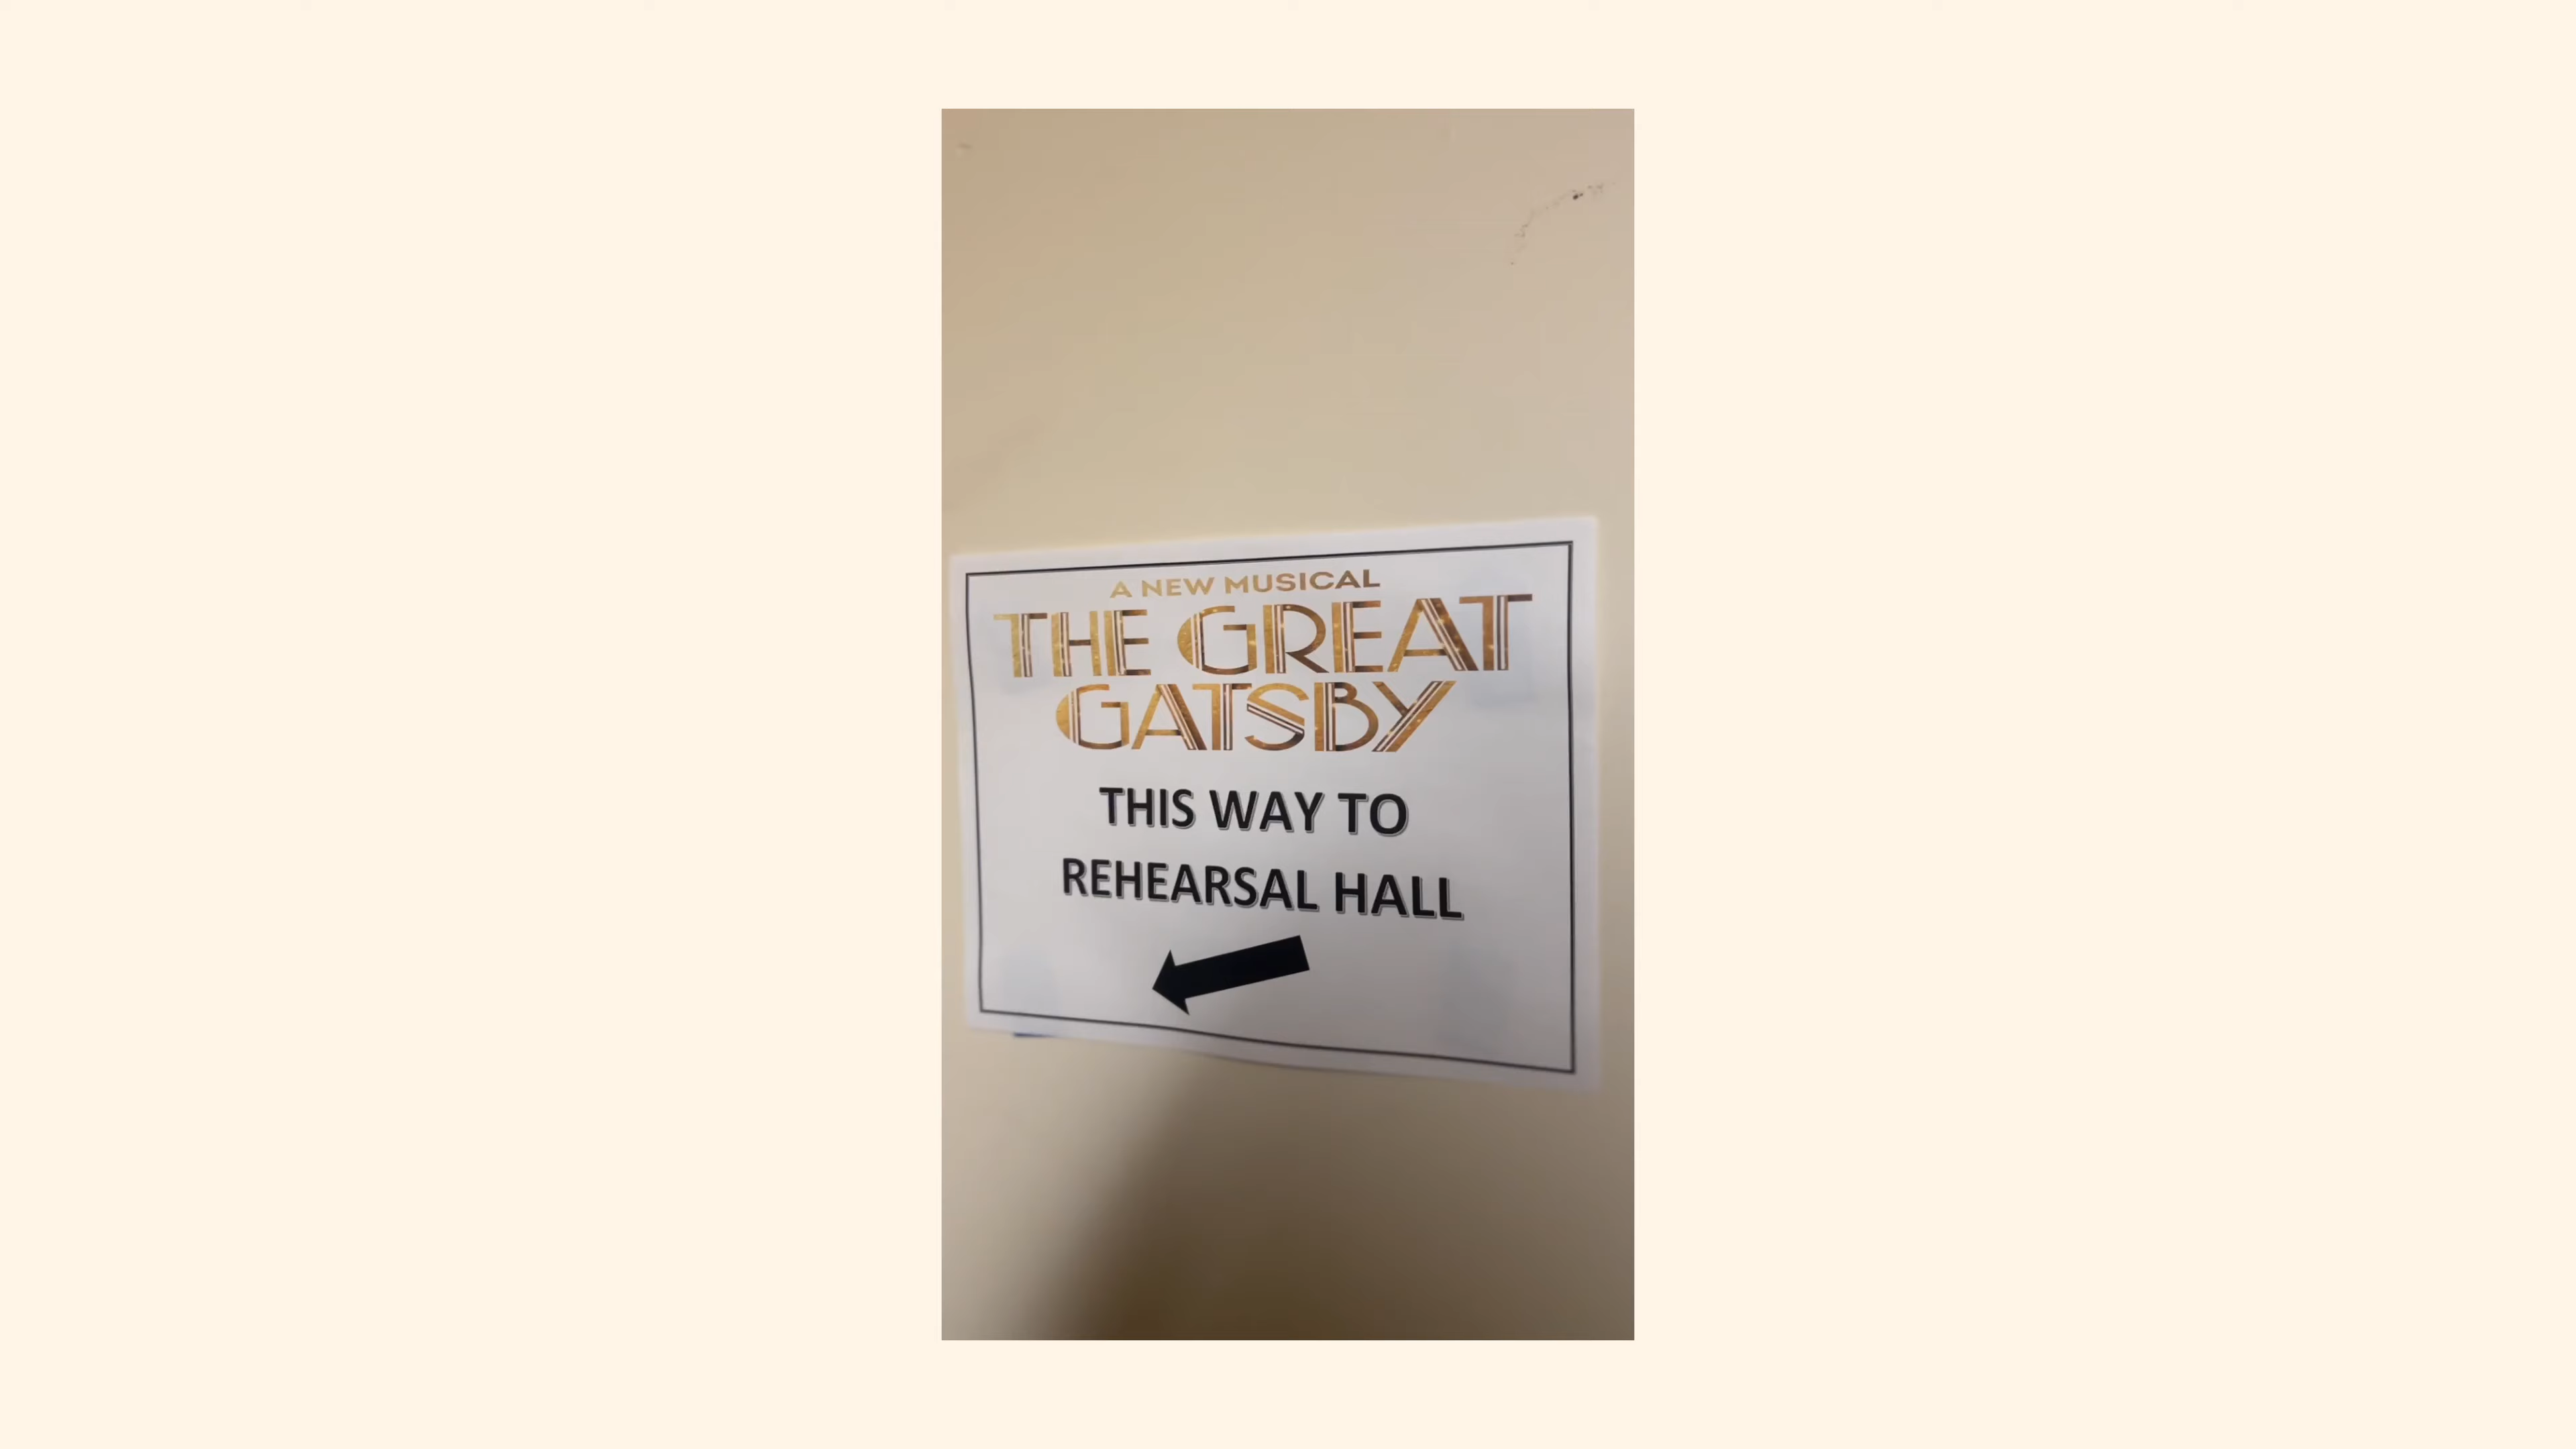 A NEW MUSICAL
THE GREAT
GATSBY
THIS WAY TO
REHEARSAL HALL